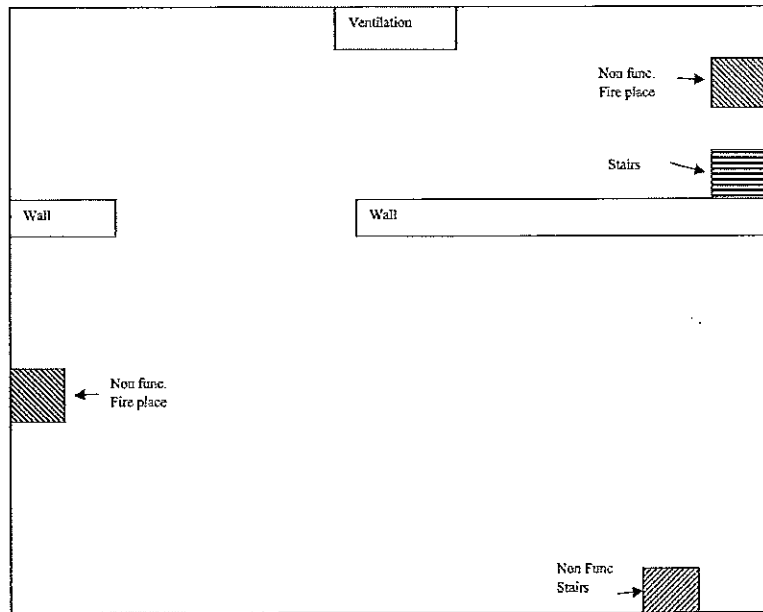 Ventilation
Non func.
Fire place
Stairs
Wall
Wall
Non func.
Fire place
Non Func
Stairs